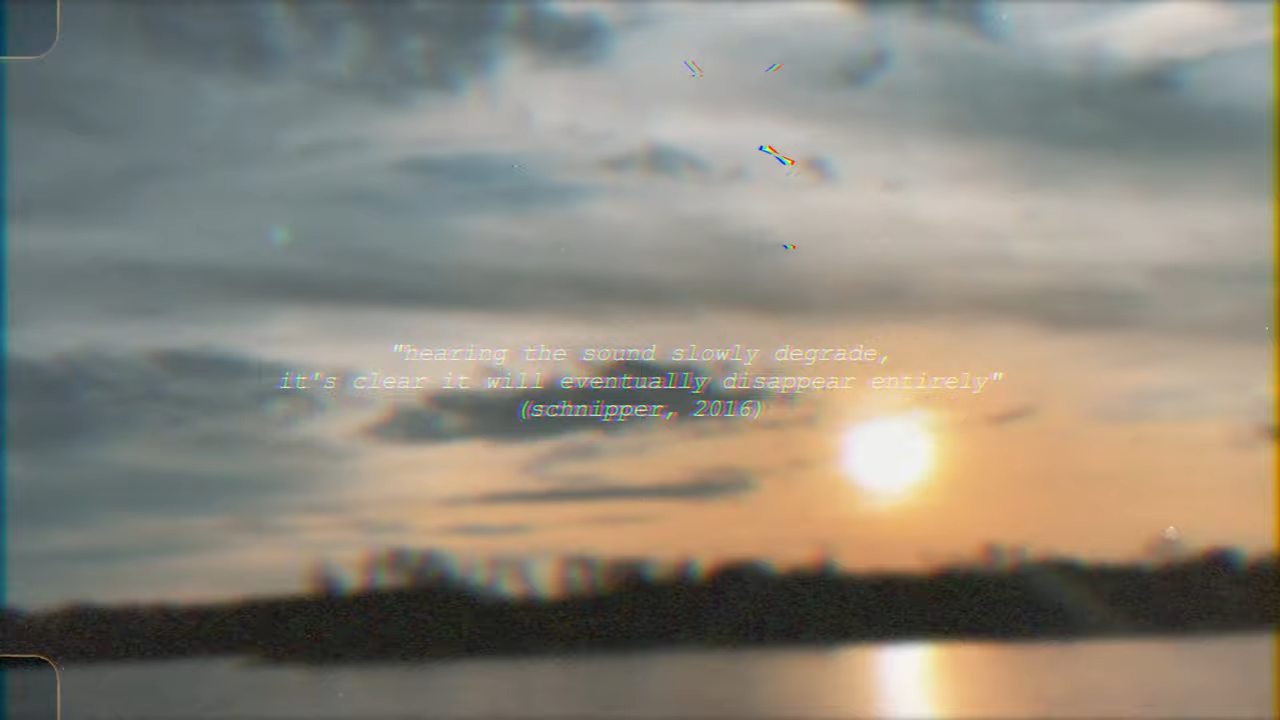 "hearing the sound slowly degrade,
it's clear it will eventually disappear entirely"
(schnipper, 2016)